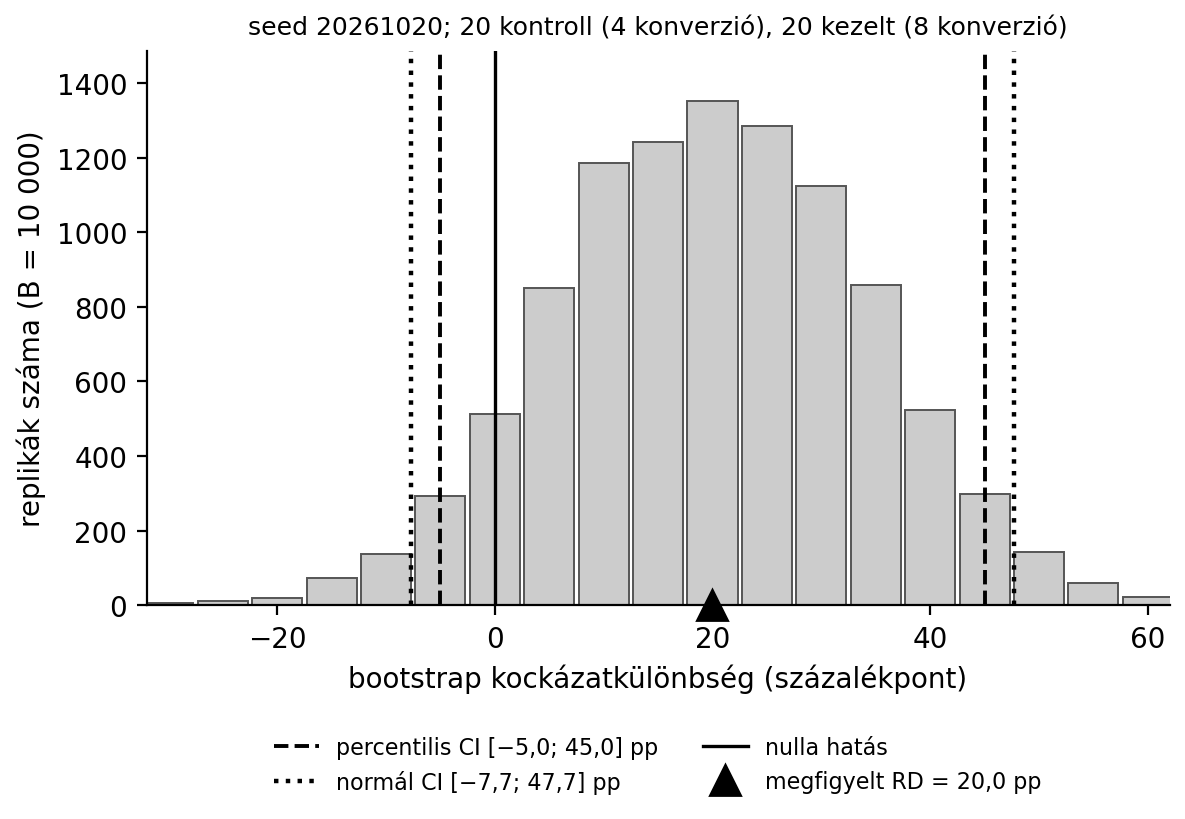 seed 20261020; 20 kontroll (4 konverzió), 20 kezelt (8 konverzió)
replikák száma (B = 10 000)
1400
1200
1000
800
600
400
200
0
−20
0
20
40
60
bootstrap kockázatkülönbség (százalékpont)
percentilis CI [−5,0; 45,0] pp
normál CI [−7,7; 47,7] pp
nulla hatás
megfigyelt RD = 20,0 pp